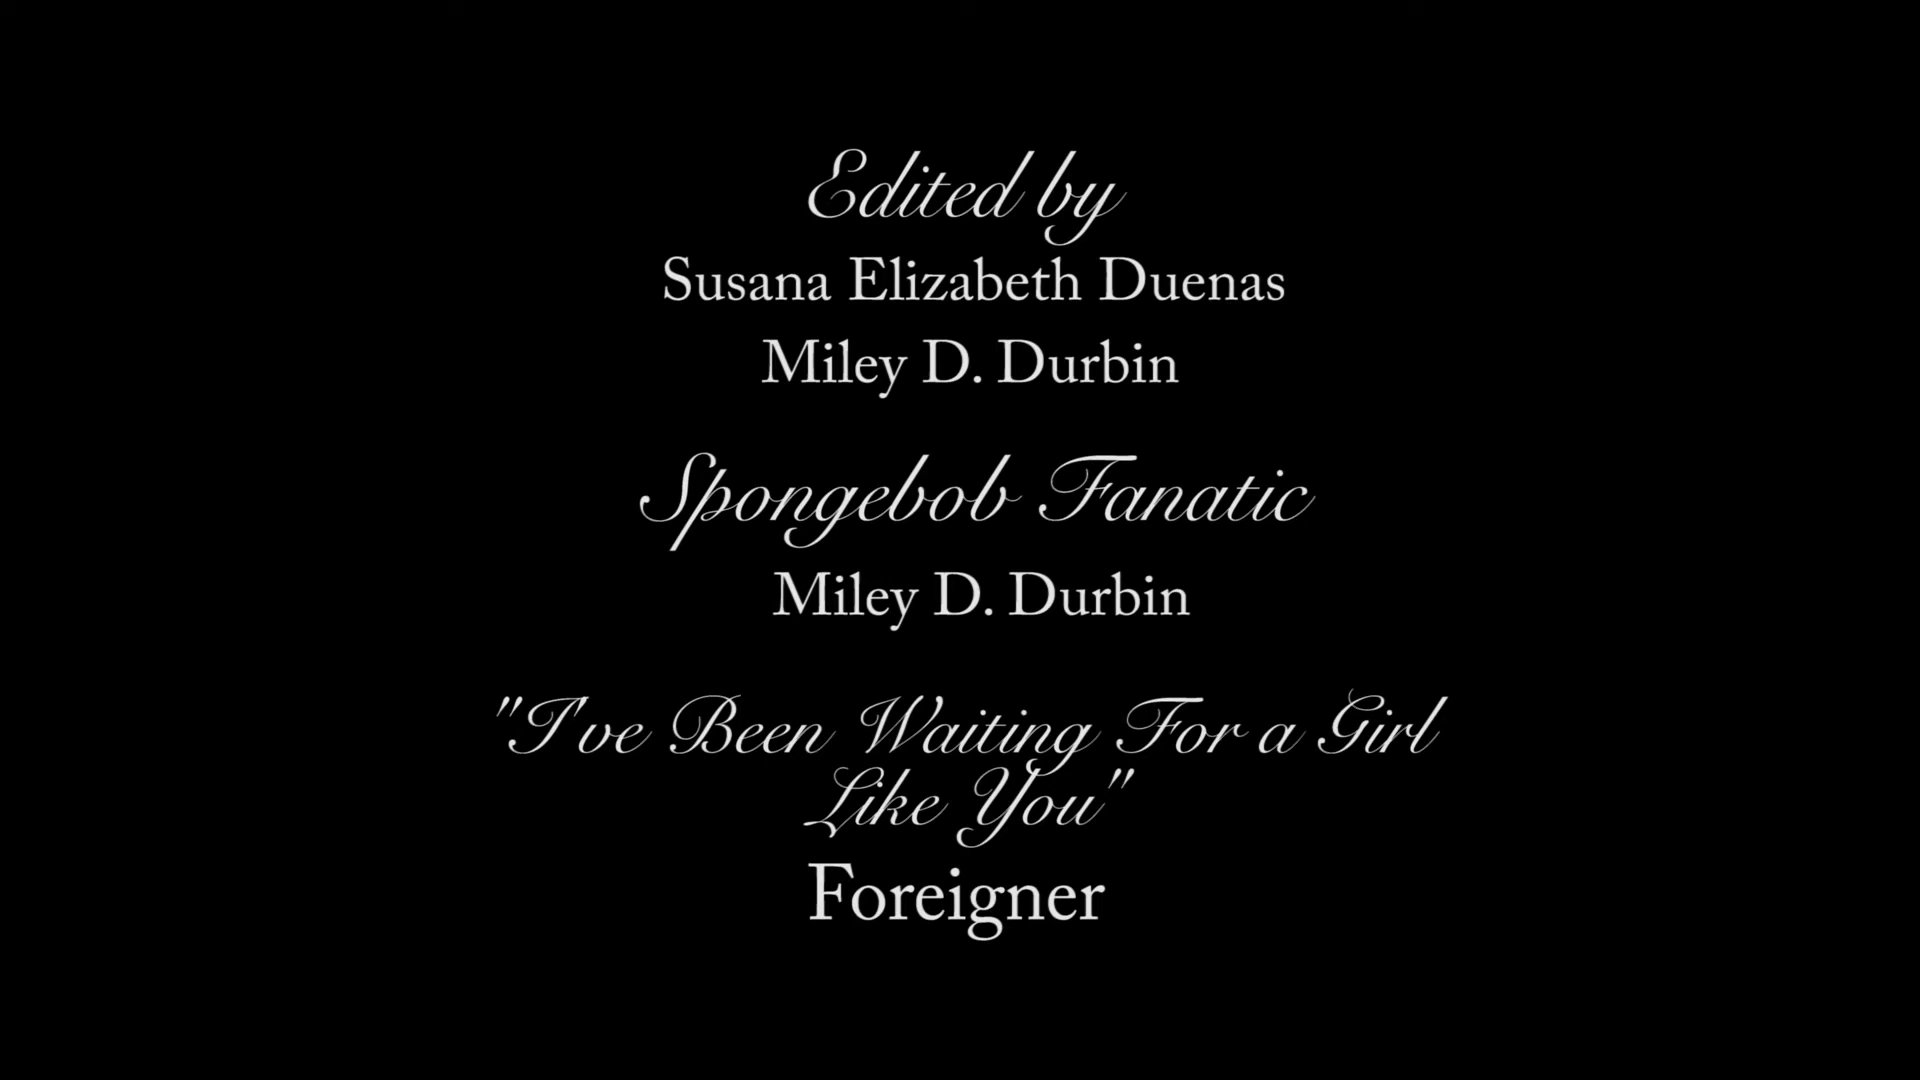 Edited by
Susana Elizabeth Duenas
Miley D. Durbin
Spongebob Fanatic
Miley D. Durbin
"I've Been Waiting For a Girl
Like You"
Foreigner